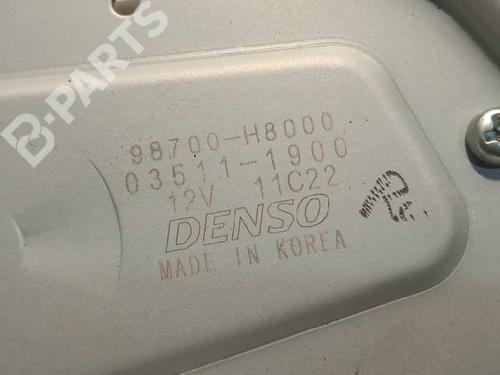 B-PARTS
98700-H8000
03511-1900
12V 11C22
DENSO
MADE IN KOREA